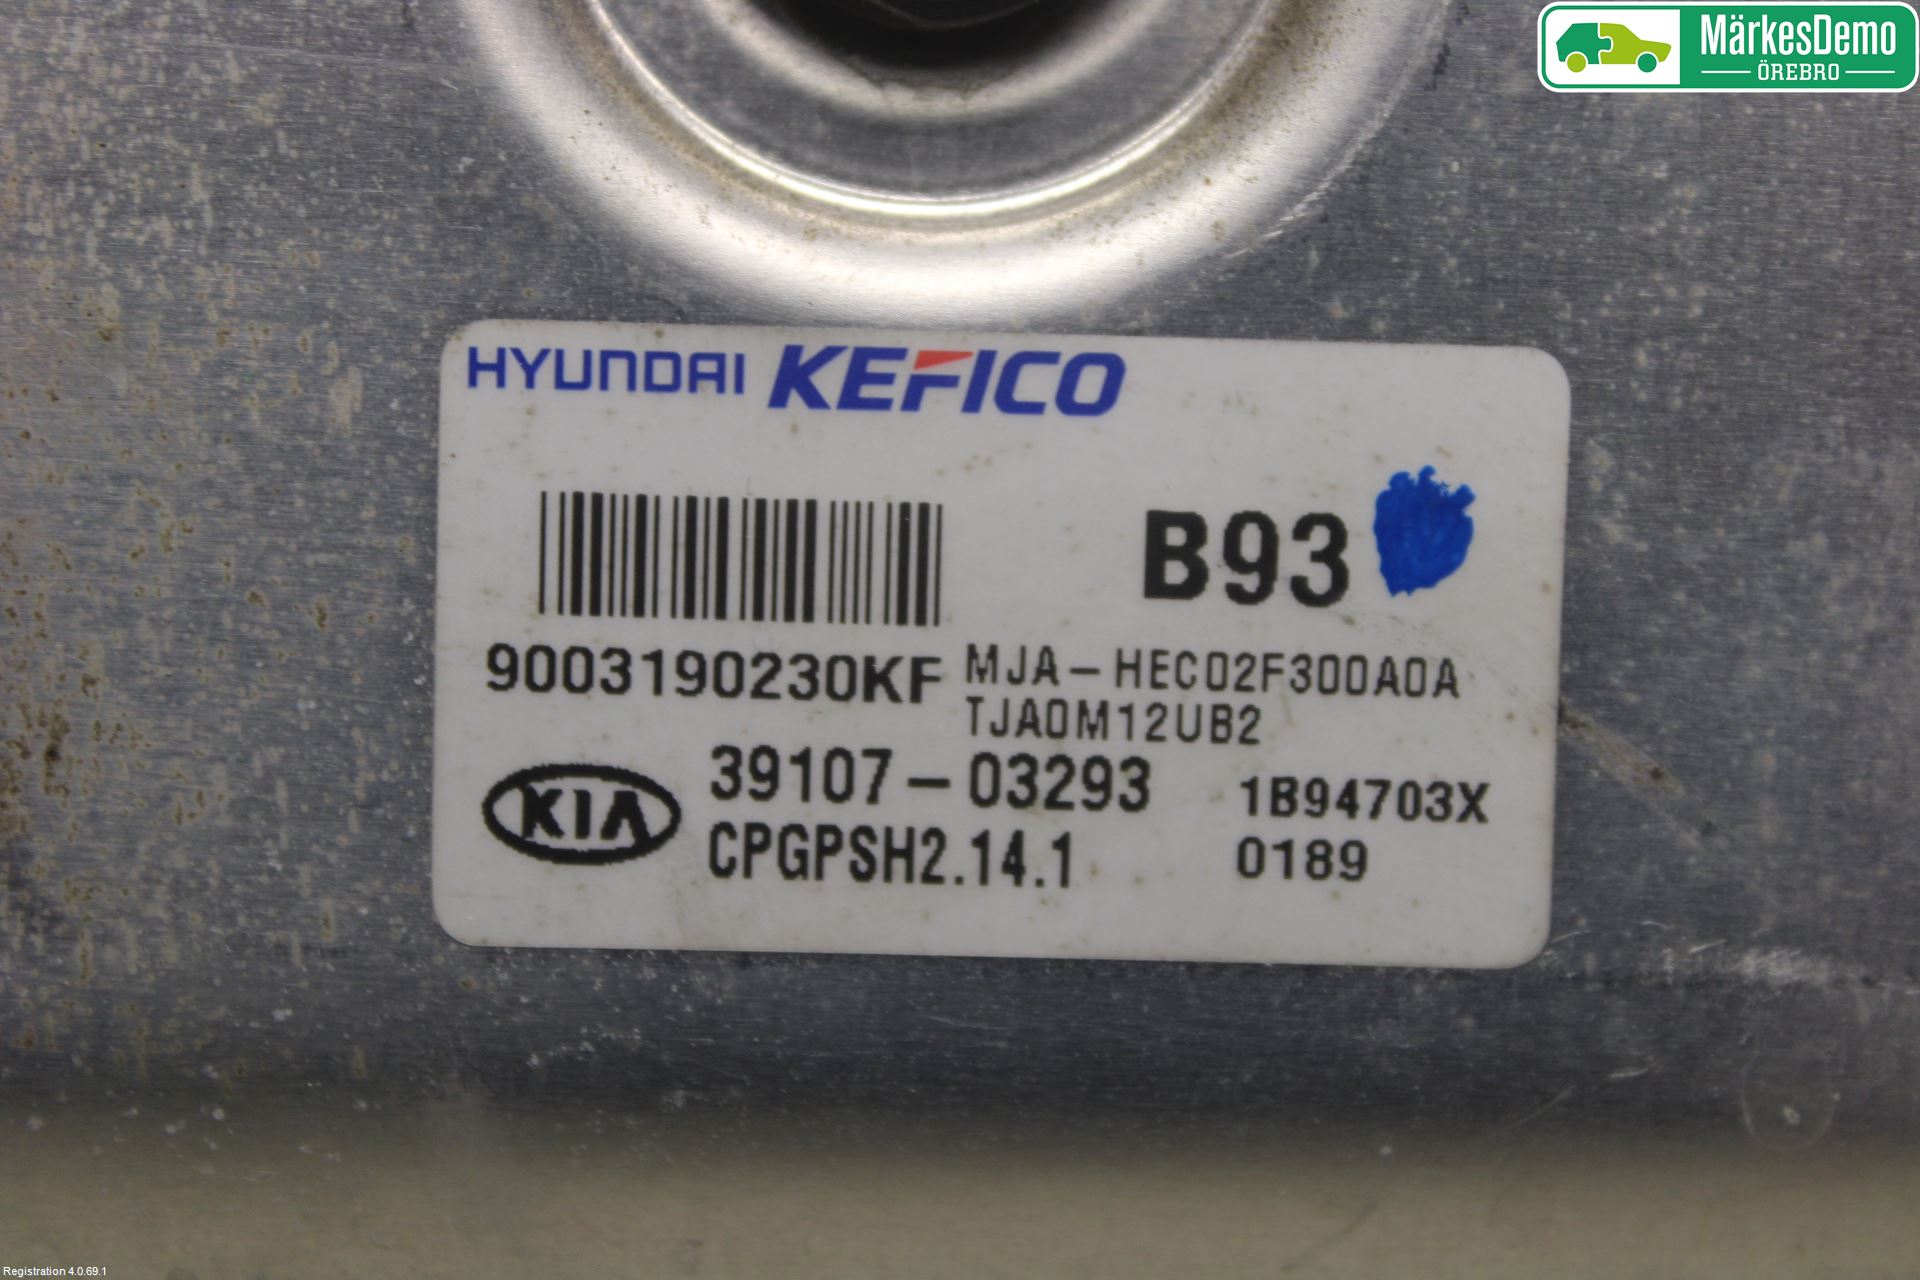 MärkesDemo
ÖREBRO
HYUNDAI KEFICO
B93
9003190230KF MJA-HEC02F300A0A
TJA0M12UB2
KIA 39107-03293 1B94703X
CPGPSH2.14.1 0189
Registration 4.0.69.1